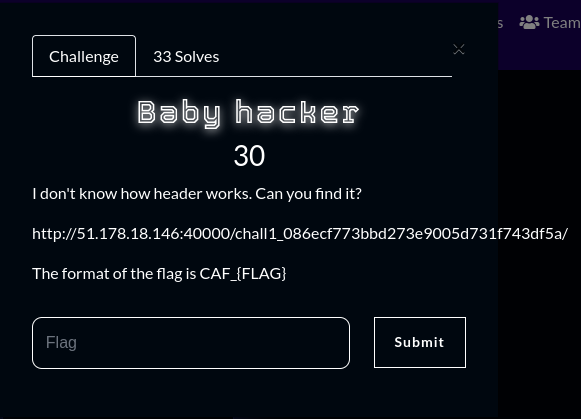 s Team
Challenge 33 Solves
Baby hacker
30
I don't know how header works. Can you find it?
http://51.178.18.146:40000/chall1_086ecf773bbd273e9005d731f743df5a/
The format of the flag is CAF_{FLAG}
Flag Submit